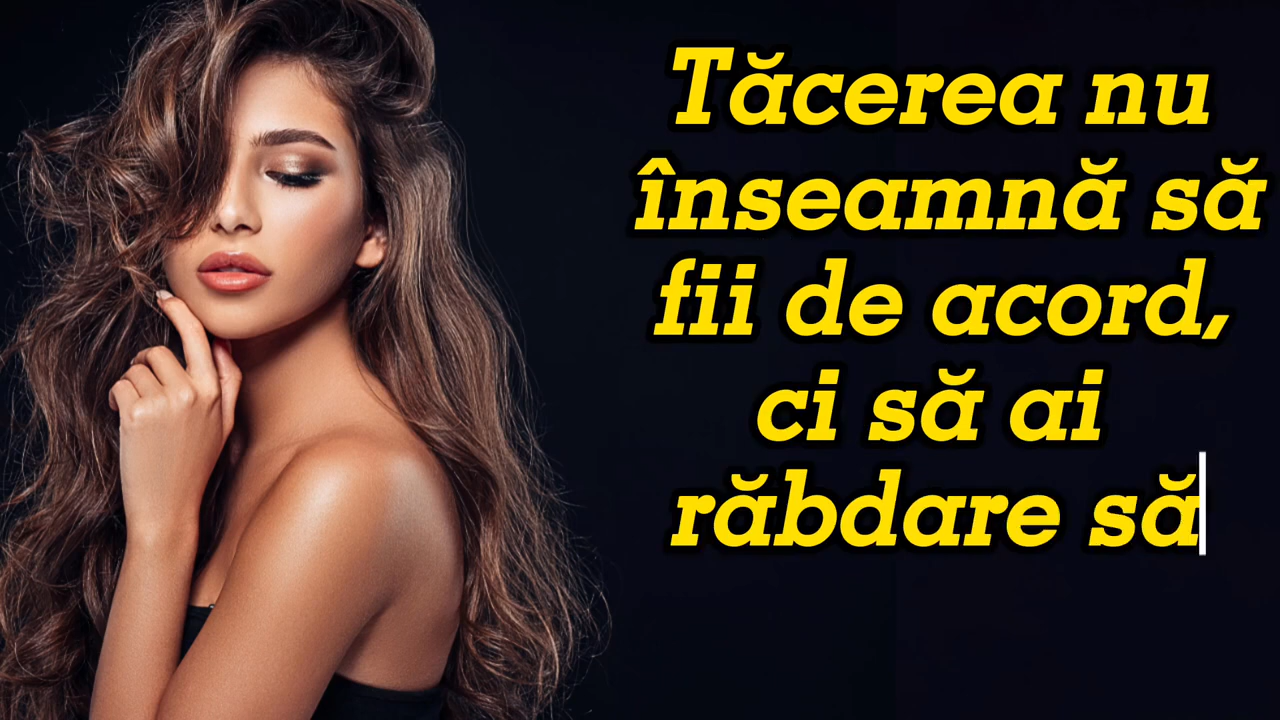 Tăcerea nu
înseamnă să
fii de acord,
ci să ai
răbdare să